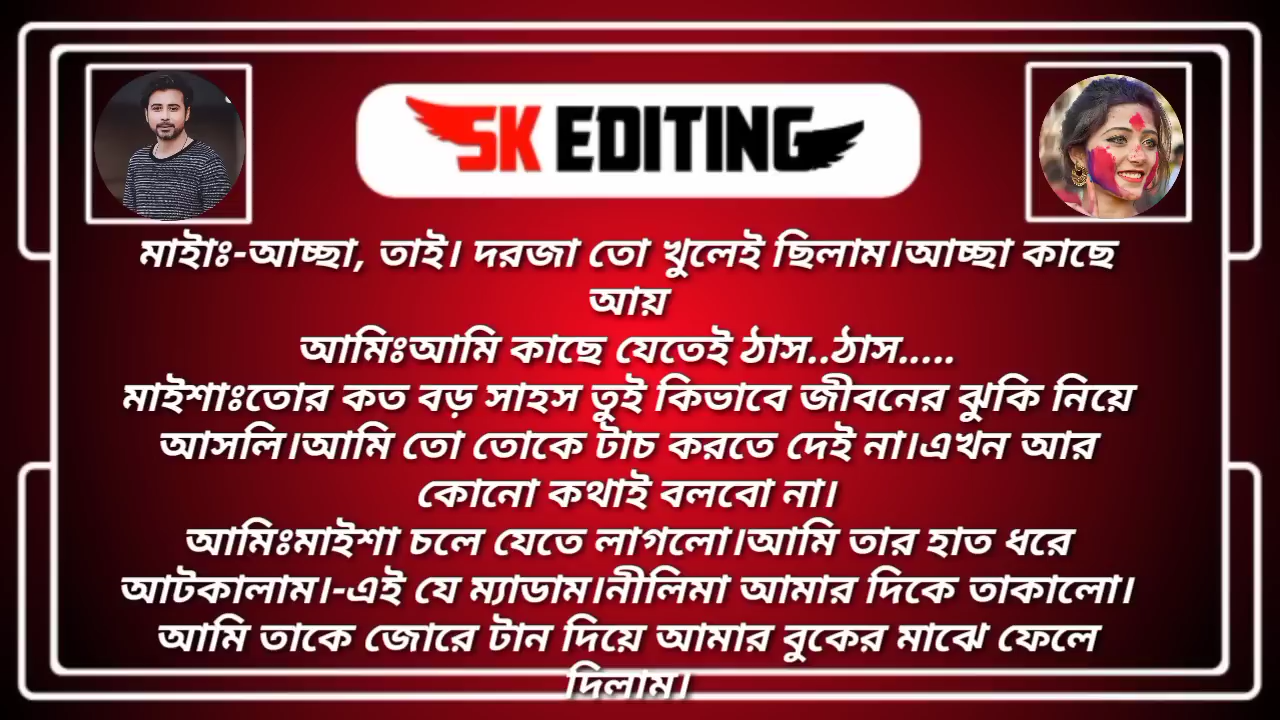 SK EDITING
মাইাঃ-আচ্ছা, তাই। দরজা তো খুলেই ছিলাম।আচ্ছা কাছে
আয়
আমিঃআমি কাছে যেতেই ঠাস..ঠাস.....
মাইশাঃতোর কত বড় সাহস তুই কিভাবে জীবনের ঝুকি নিয়ে
আসলি।আমি তো তোকে টাচ করতে দেই না।এখন আর
কোনো কথাই বলবো না।
আমিঃমাইশা চলে যেতে লাগলো।আমি তার হাত ধরে
আটকালাম।-এই যে ম্যাডাম।নীলিমা আমার দিকে তাকালো।
আমি তাকে জোরে টান দিয়ে আমার বুকের মাঝে ফেলে
দিলাম।